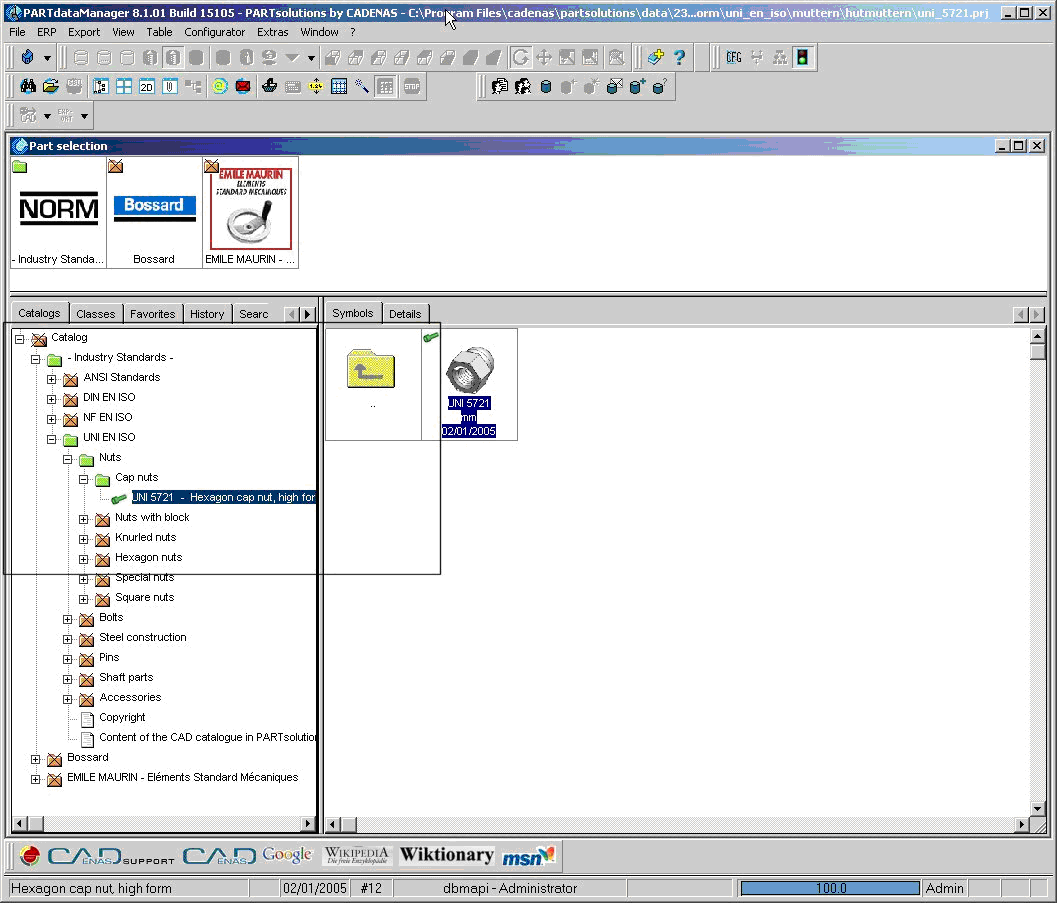 PARTdataManager 8.1.01 Build 15105 - PARTsolutions by CADENAS - C:\Program Files\cadenas\partsolutions\data\23...orm\uni_en_iso\muttern\hutmuttern\uni_5721.prj
File ERP Export View Table Configurator Extras Window ?
CFG
2D
STOP
CAD EXP- ORT
Part selection
NORM
Bossard
EMILE MAURIN
ELEMENTS
STANDARD MECANIQUES
- Industry Standa... Bossard EMILE MAURIN - ...
Catalogs Classes Favorites History Searc Symbols Details
Catalog
- Industry Standards -
ANSI Standards
DIN EN ISO
NF EN ISO
UNI EN ISO
Nuts
Cap nuts
UNI 5721 - Hexagon cap nut, high for
Nuts with block
Knurled nuts
Hexagon nuts
Special nuts
Square nuts
Bolts
Steel construction
Pins
Shaft parts
Accessories
Copyright
Content of the CAD catalogue in PARTsolution
Bossard
EMILE MAURIN - Eléments Standard Mécaniques
..
UNI 5721
mm
02/01/2005
CADENAS SUPPORT CADENAS Google WIKIPEDIA Wiktionary msn
Die freie Enzyklopädie
Hexagon cap nut, high form 02/01/2005 #12 dbmapi - Administrator 100.0 Admin